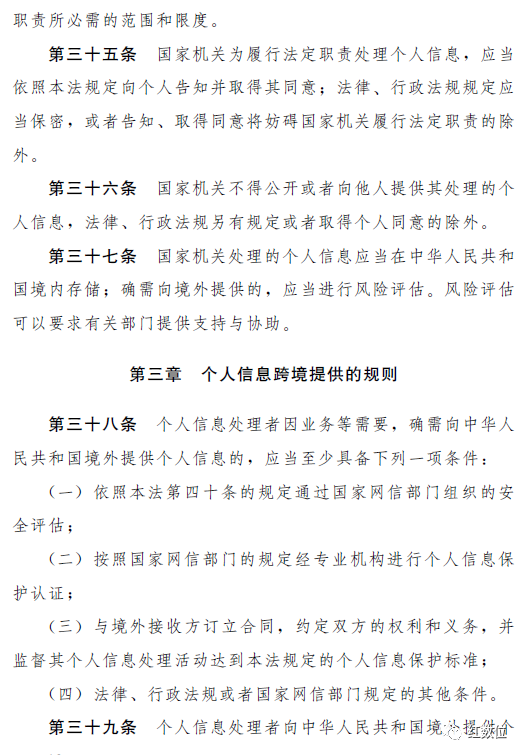 职责所必需的范围和限度。
第三十五条 国家机关为履行法定职责处理个人信息，应当
依照本法规定向个人告知并取得其同意；法律、行政法规规定应
当保密，或者告知、取得同意将妨碍国家机关履行法定职责的除
外。
第三十六条 国家机关不得公开或者向他人提供其处理的个
人信息，法律、行政法规另有规定或者取得个人同意的除外。
第三十七条 国家机关处理的个人信息应当在中华人民共和
国境内存储；确需向境外提供的，应当进行风险评估。风险评估
可以要求有关部门提供支持与协助。
第三章 个人信息跨境提供的规则
第三十八条 个人信息处理者因业务等需要，确需向中华人
民共和国境外提供个人信息的，应当至少具备下列一项条件：
（一）依照本法第四十条的规定通过国家网信部门组织的安
全评估；
（二）按照国家网信部门的规定经专业机构进行个人信息保
护认证；
（三）与境外接收方订立合同，约定双方的权利和义务，并
监督其个人信息处理活动达到本法规定的个人信息保护标准；
（四）法律、行政法规或者国家网信部门规定的其他条件。
第三十九条 个人信息处理者向中华人民共和国境外提供个
红数位